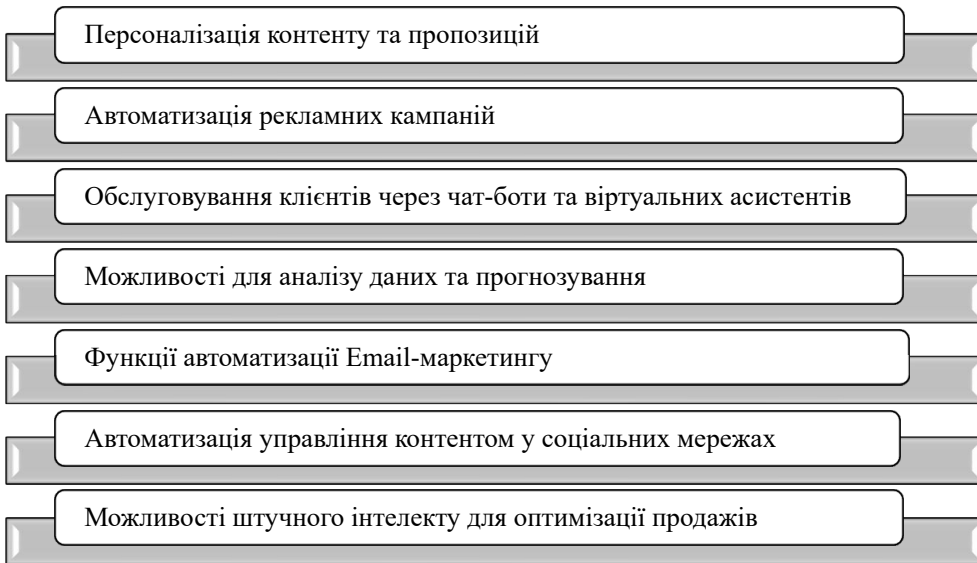 Персоналізація контенту та пропозицій
Автоматизація рекламних кампаній
Обслуговування клієнтів через чат-боти та віртуальних асистентів
Можливості для аналізу даних та прогнозування
Функції автоматизації Email-маркетингу
Автоматизація управління контентом у соціальних мережах
Можливості штучного інтелекту для оптимізації продажів